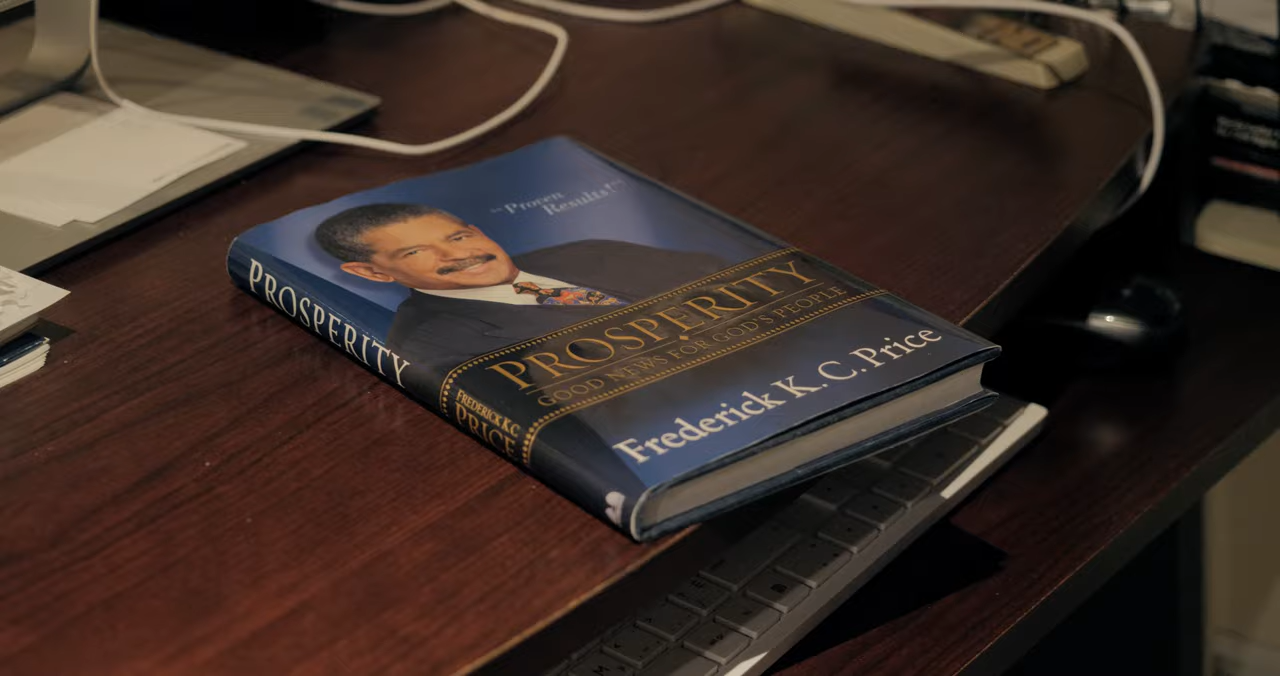 “Proven
Results!”
PROSPERITY
GOOD NEWS FOR GOD'S PEOPLE
Frederick K. C. Price
PROSPERITY
FREDERICK K.C.
PRICE